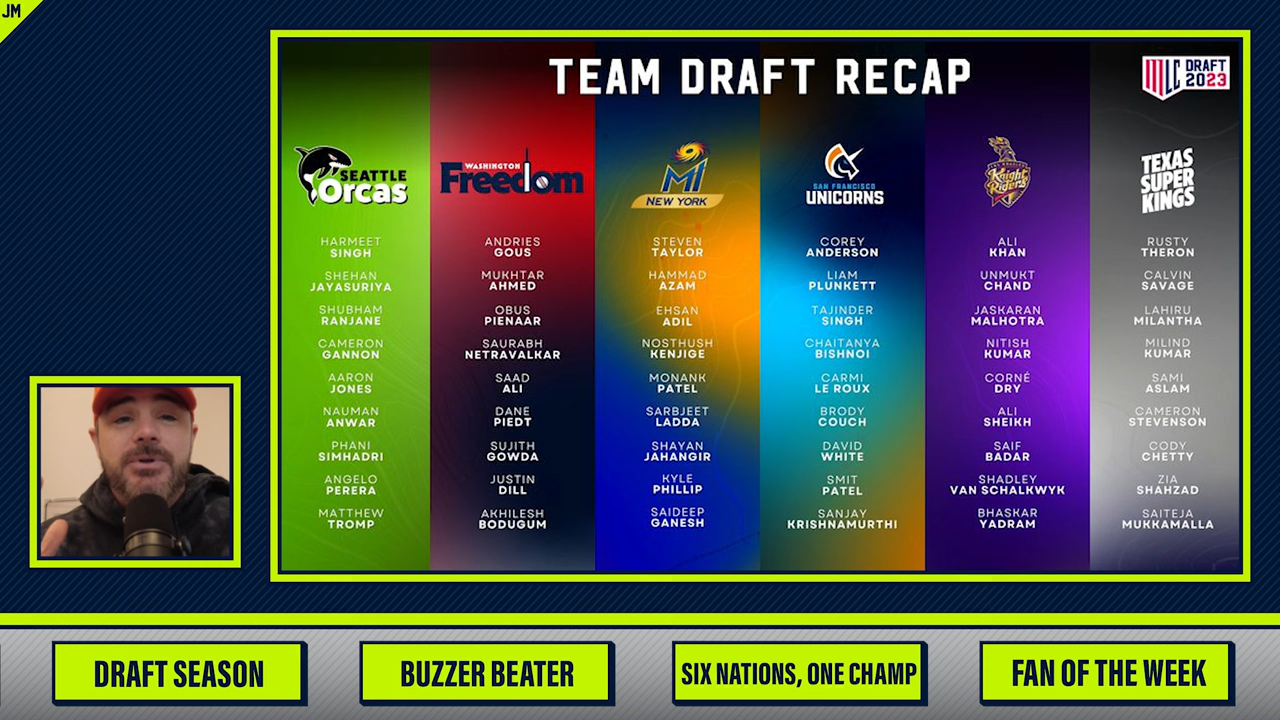 JM
TEAM DRAFT RECAP
MLC DRAFT
2023
SEATTLE
Orcas
HARMEET
SINGH
SHEHAN
JAYASURIYA
SHUBHAM
RANJANE
CAMERON
GANNON
AARON
JONES
NAUMAN
ANWAR
PHANI
SIMHADRI
ANGELO
PERERA
MATTHEW
TROMP
WASHINGTON
Freedom
ANDRIES
GOUS
MUKHTAR
AHMED
OBUS
PIENAAR
SAURABH
NETRAVALKAR
SAAD
ALI
DANE
PIEDT
SUJITH
GOWDA
JUSTIN
DILL
AKHILESH
BODUGUM
MI
NEW YORK
STEVEN
TAYLOR
HAMMAD
AZAM
EHSAN
ADIL
NOSTHUSH
KENJIGE
MONANK
PATEL
SARBJEET
LADDA
SHAYAN
JAHANGIR
KYLE
PHILLIP
SAIDEEP
GANESH
SAN FRANCISCO
UNICORNS
COREY
ANDERSON
LIAM
PLUNKETT
TAJINDER
SINGH
CHAITANYA
BISHNOI
CARMI
LE ROUX
BRODY
COUCH
DAVID
WHITE
SMIT
PATEL
SANJAY
KRISHNAMURTHI
Knight
Riders
ALI
KHAN
UNMUKT
CHAND
JASKARAN
MALHOTRA
NITISH
KUMAR
CORNÉ
DRY
ALI
SHEIKH
SAIF
BADAR
SHADLEY
VAN SCHALKWYK
BHASKAR
YADRAM
TEXAS
SUPER
KINGS
RUSTY
THERON
CALVIN
SAVAGE
LAHIRU
MILANTHA
MILIND
KUMAR
SAMI
ASLAM
CAMERON
STEVENSON
CODY
CHETTY
ZIA
SHAHZAD
SAITEJA
MUKKAMALLA
DRAFT SEASON
BUZZER BEATER
SIX NATIONS, ONE CHAMP
FAN OF THE WEEK